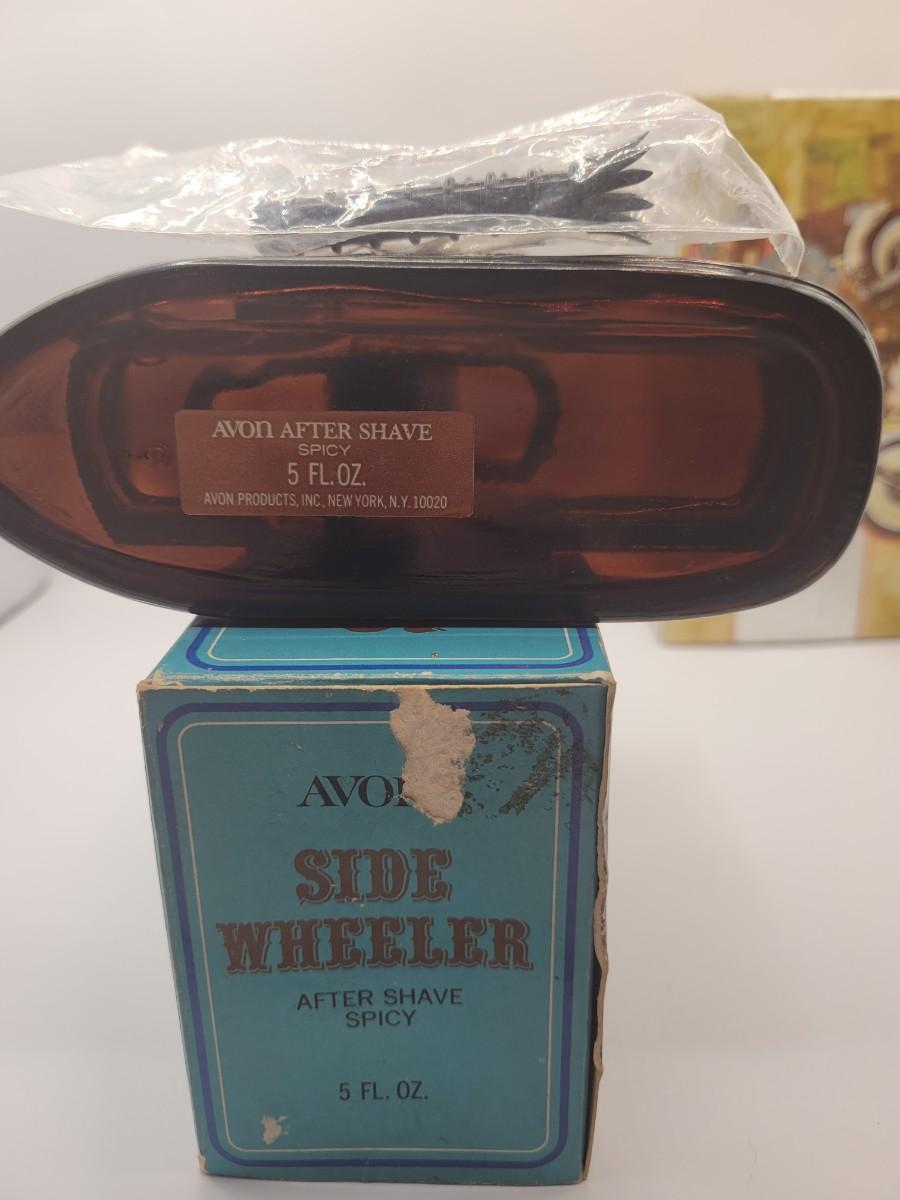 AVON AFTER SHAVE
SPICY
5 FL. OZ.
AVON PRODUCTS, INC., NEW YORK, N.Y. 10020
AVO
SIDE
WHEELER
AFTER SHAVE
SPICY
5 FL. OZ.